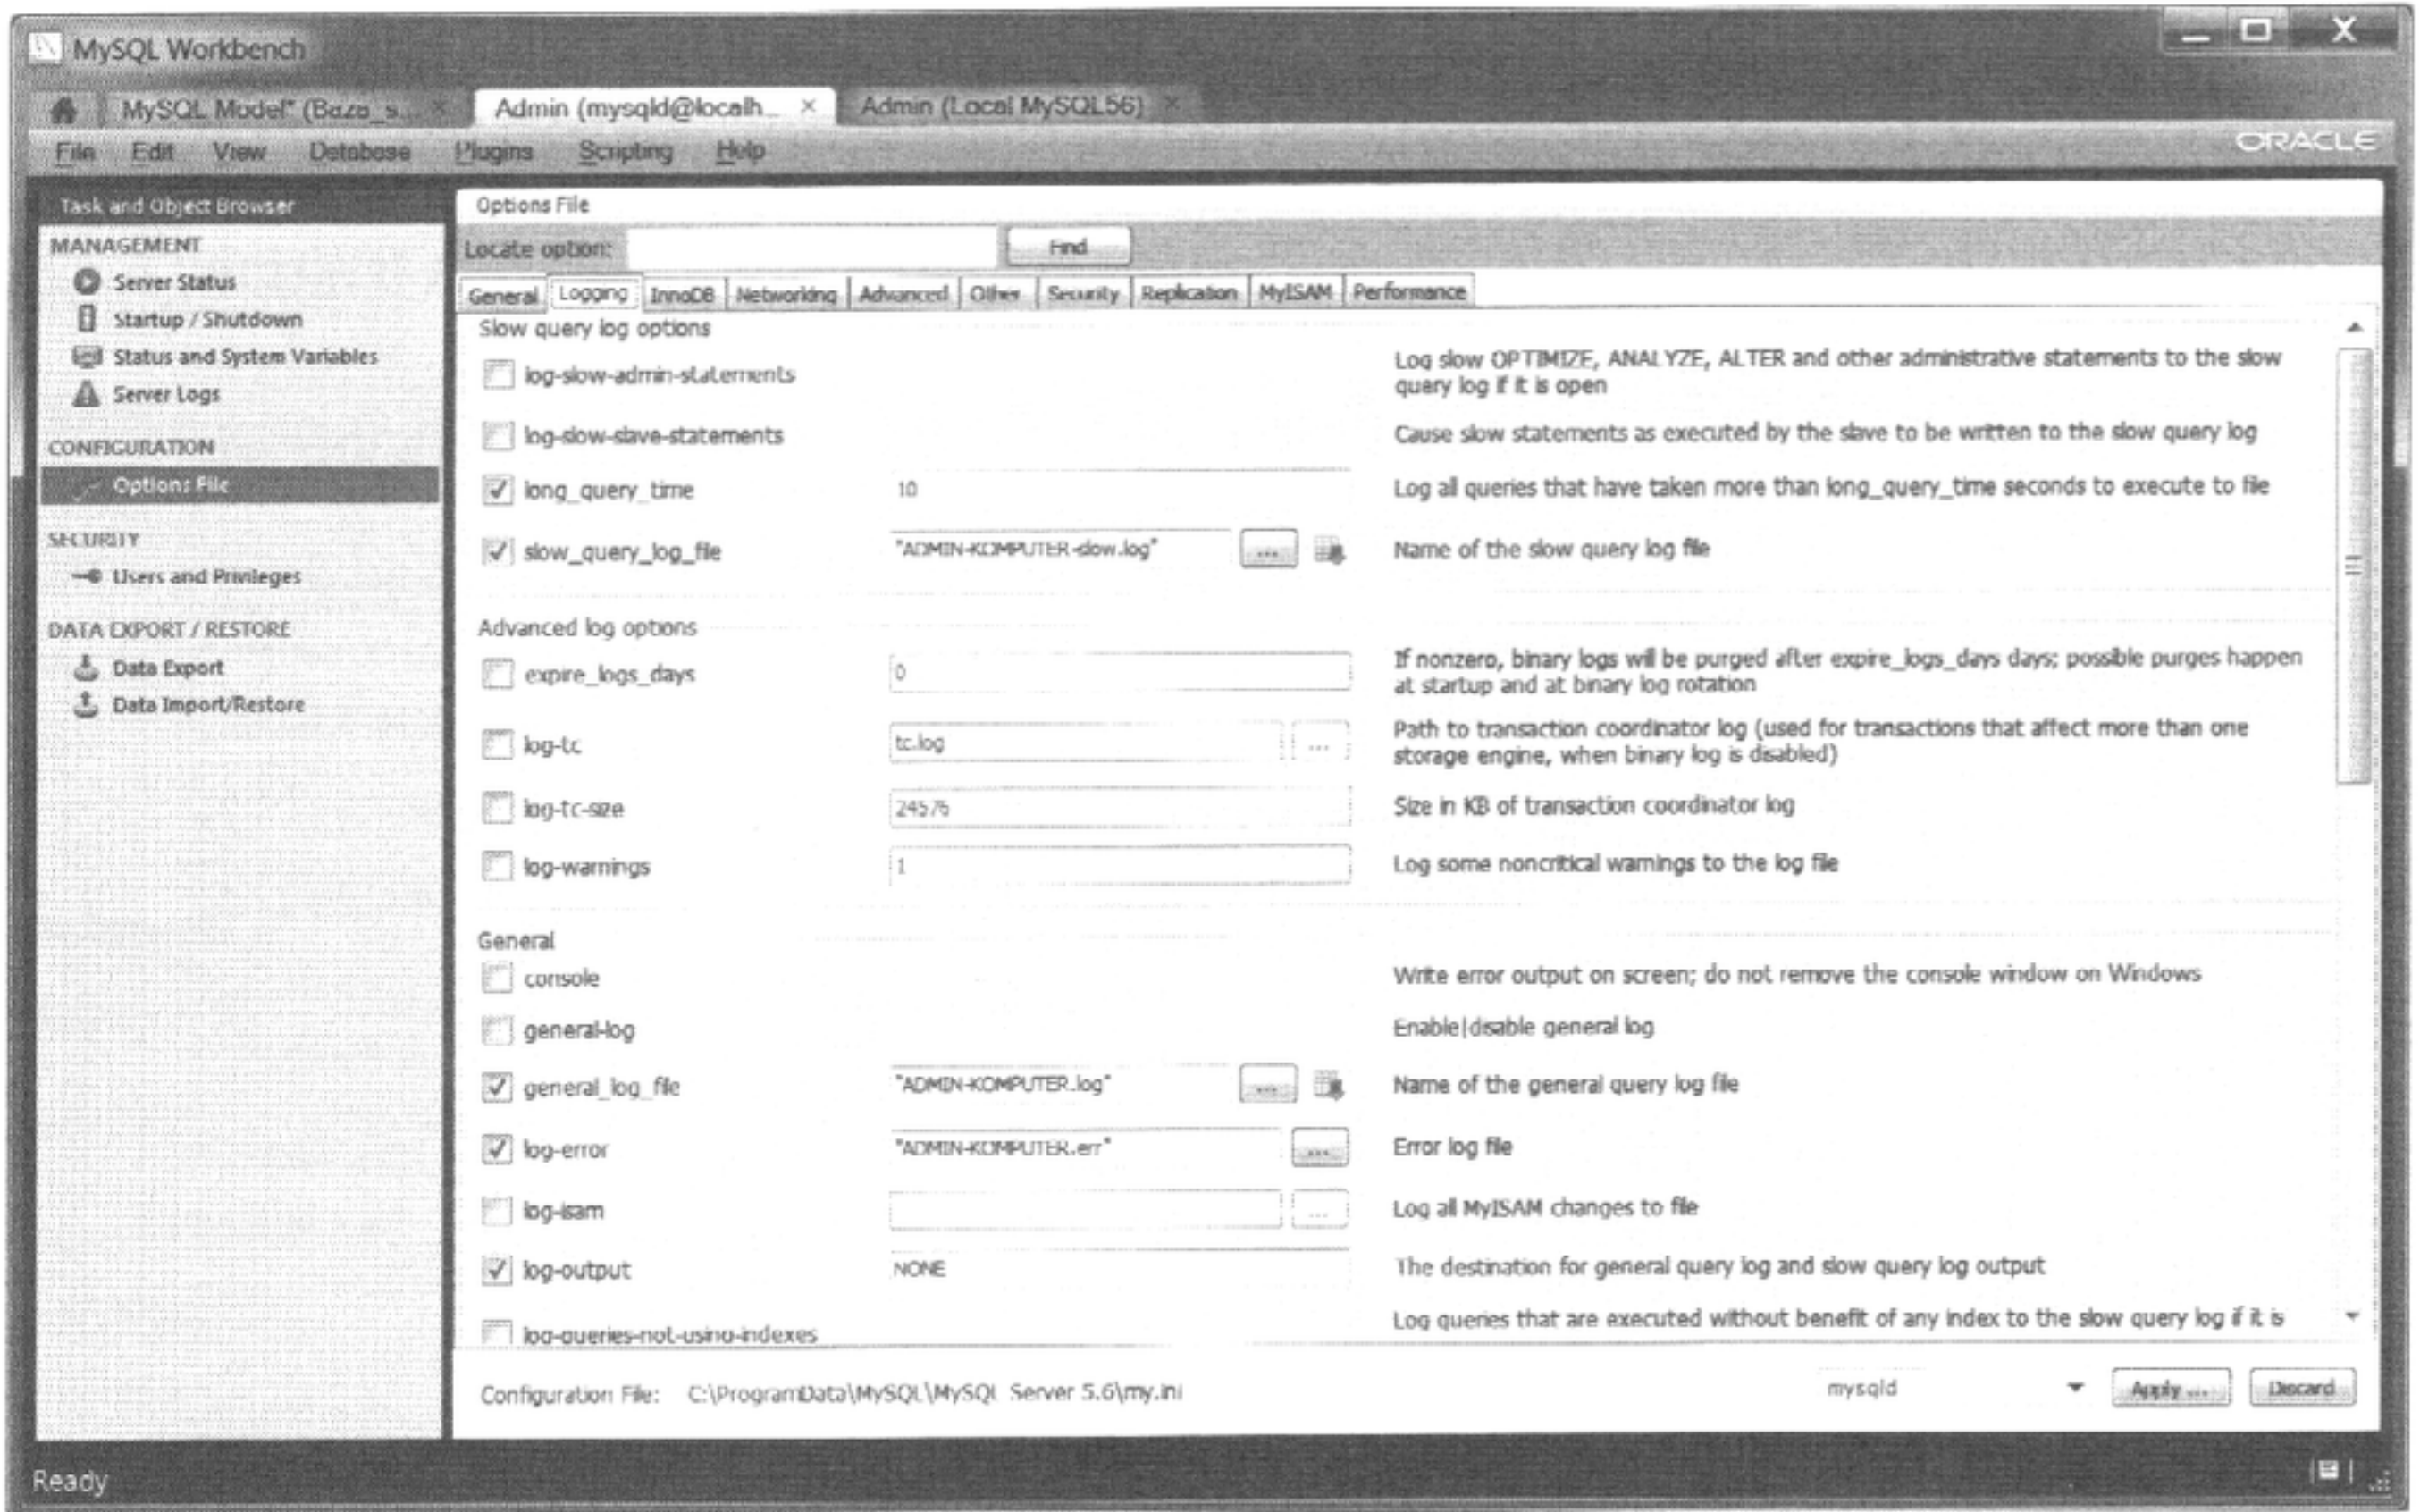 MySQL Workbench
MySQL Model* (Baza_s...
Admin (mysqld@localh...
Admin (Local MySQL56)
File Edit View Database Plugins Scripting Help
ORACLE
Task and Object Browser
MANAGEMENT
Server Status
Startup / Shutdown
Status and System Variables
Server Logs
CONFIGURATION
Options File
SECURITY
Users and Privileges
DATA EXPORT / RESTORE
Data Export
Data Import/Restore
Options File
Locate option: Find
General Logging InnoDB Networking Advanced Other Security Replication MyISAM Performance
Slow query log options
log-slow-admin-statements
Log slow OPTIMIZE, ANALYZE, ALTER and other administrative statements to the slow
query log if it is open
log-slow-slave-statements
Cause slow statements as executed by the slave to be written to the slow query log
long_query_time 10
Log all queries that have taken more than long_query_time seconds to execute to file
slow_query_log_file "ADMIN-KOMPUTER-slow.log" ...
Name of the slow query log file
Advanced log options
expire_logs_days 0
If nonzero, binary logs will be purged after expire_logs_days days; possible purges happen
at startup and at binary log rotation
log-tc tc.log ...
Path to transaction coordinator log (used for transactions that affect more than one
storage engine, when binary log is disabled)
log-tc-size 24576
Size in KB of transaction coordinator log
log-warnings 1
Log some noncritical warnings to the log file
General
console
Write error output on screen; do not remove the console window on Windows
general-log
Enable|disable general log
general_log_file "ADMIN-KOMPUTER.log" ...
Name of the general query log file
log-error "ADMIN-KOMPUTER.err" ...
Error log file
log-isam ...
Log all MyISAM changes to file
log-output NONE
The destination for general query log and slow query log output
log-queries-not-using-indexes
Log queries that are executed without benefit of any index to the slow query log if it is
Configuration File: C:\ProgramData\MySQL\MySQL Server 5.6\my.ini
mysqld Apply ... Discard
Ready